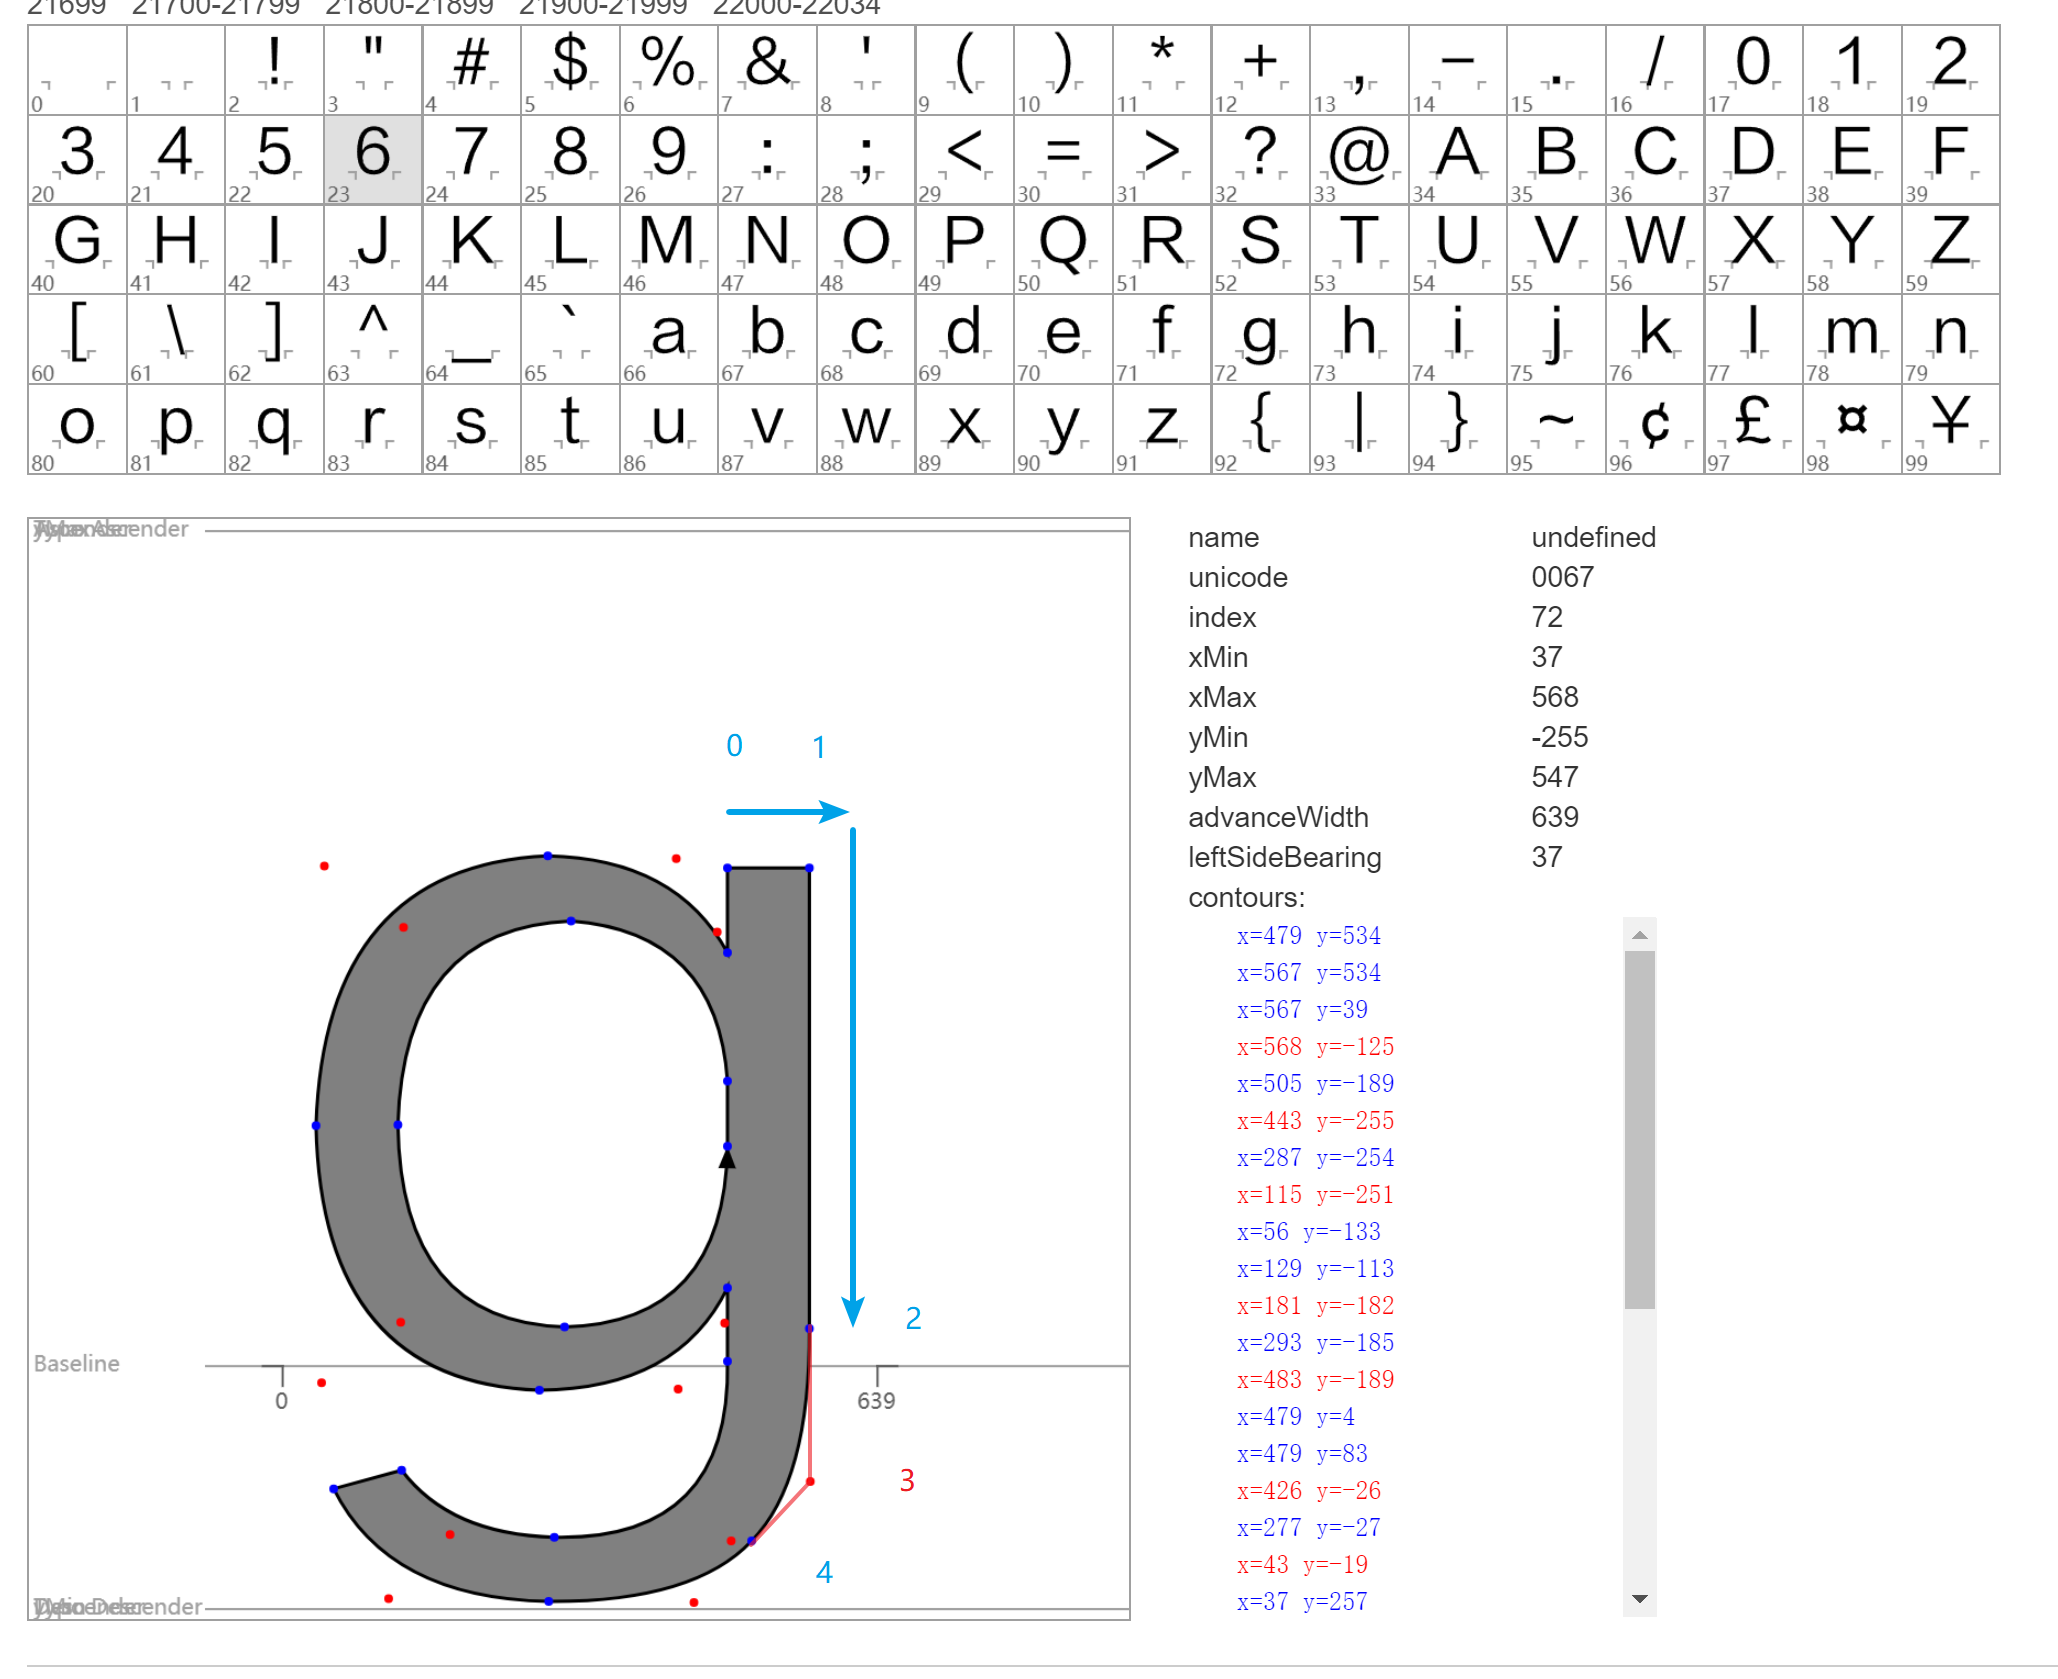 21699 21700-21799 21800-21899 21900-21999 22000-22034
! " # $ % & ' ( ) * + , − . / 0 1 2
0 1 2 3 4 5 6 7 8 9 10 11 12 13 14 15 16 17 18 19
3 4 5 6 7 8 9 : ; < = > ? @ A B C D E F
20 21 22 23 24 25 26 27 28 29 30 31 32 33 34 35 36 37 38 39
G H I J K L M N O P Q R S T U V W X Y Z
40 41 42 43 44 45 46 47 48 49 50 51 52 53 54 55 56 57 58 59
[ \ ] ^ _ ` a b c d e f g h i j k l m n
60 61 62 63 64 65 66 67 68 69 70 71 72 73 74 75 76 77 78 79
o p q r s t u v w x y z { | } ~ ¢ £ ¤ ¥
80 81 82 83 84 85 86 87 88 89 90 91 92 93 94 95 96 97 98 99
0 1
2
Baseline
0 639
3
4
name undefined
unicode 0067
index 72
xMin 37
xMax 568
yMin -255
yMax 547
advanceWidth 639
leftSideBearing 37
contours:
x=479 y=534
x=567 y=534
x=567 y=39
x=568 y=-125
x=505 y=-189
x=443 y=-255
x=287 y=-254
x=115 y=-251
x=56 y=-133
x=129 y=-113
x=181 y=-182
x=293 y=-185
x=483 y=-189
x=479 y=4
x=479 y=83
x=426 y=-26
x=277 y=-27
x=43 y=-19
x=37 y=257